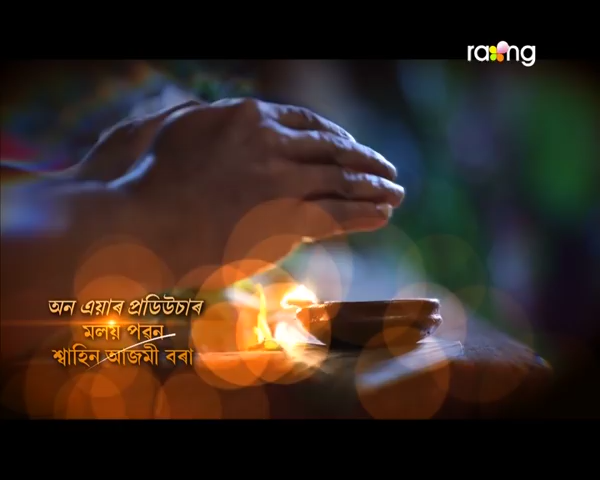 rang
অন এয়াৰ প্ৰডিউচাৰ
মলয় পৱন
শ্বাহিন আজমী বৰা